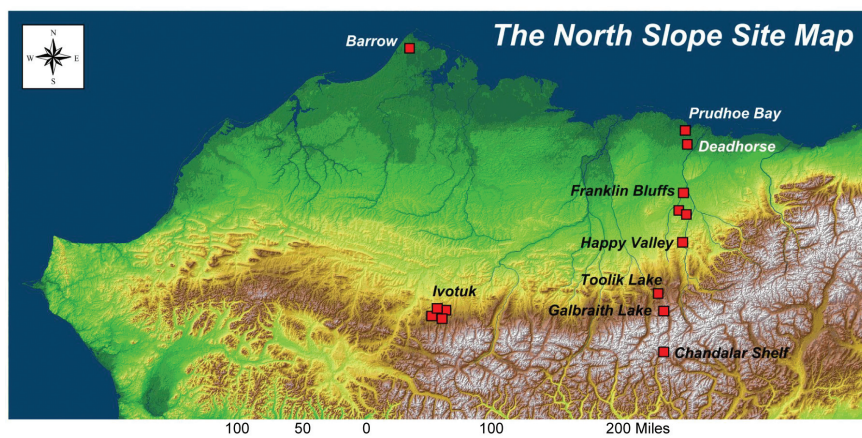 The North Slope Site Map
N
W E
S
Barrow
Prudhoe Bay
Deadhorse
Franklin Bluffs
Happy Valley
Toolik Lake
Ivotuk
Galbraith Lake
Chandalar Shelf
100 50 0 100 200 Miles